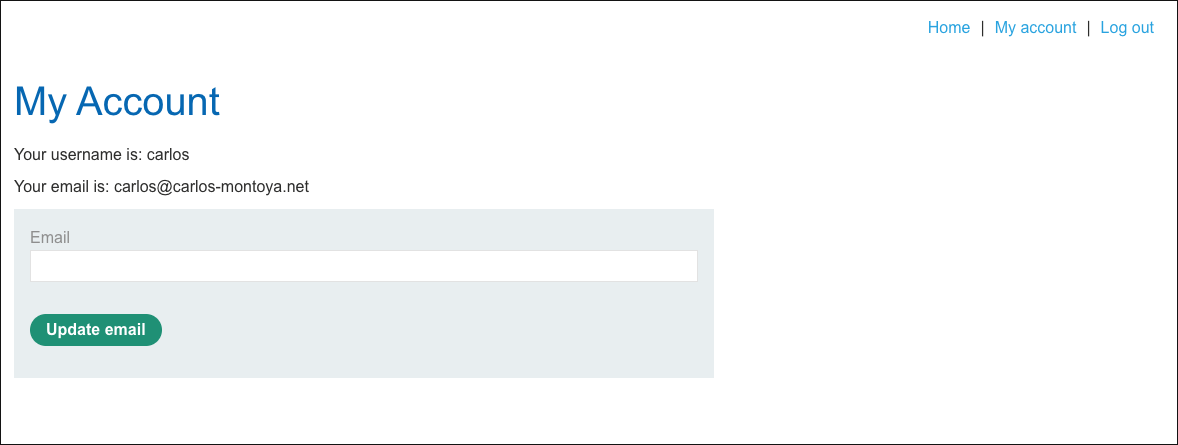 Home | My account | Log out
My Account
Your username is: carlos
Your email is: carlos@carlos-montoya.net
Email
Update email